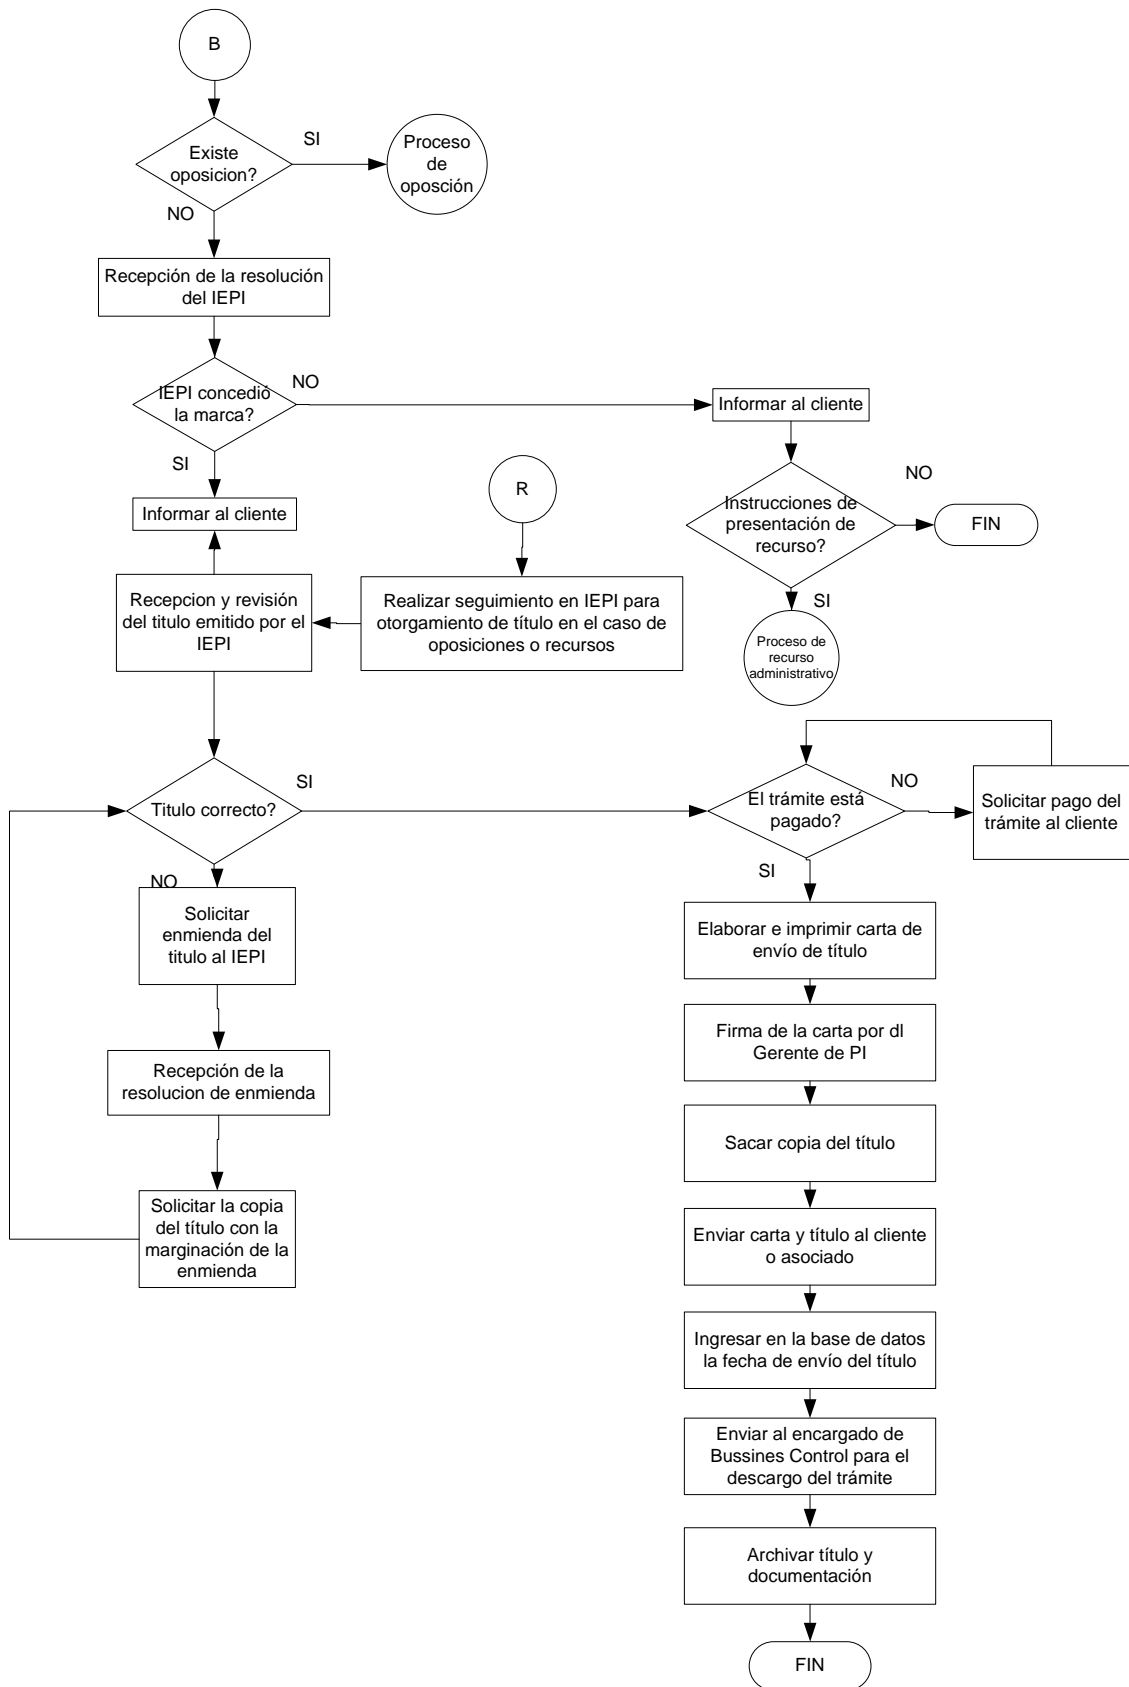 B
Existe
oposicion?
SI
Proceso
de
oposción
NO
Recepción de la resolución
del IEPI
IEPI concedió
la marca?
NO
Informar al cliente
SI
Informar al cliente
R
Instrucciones de
presentación de
recurso?
NO
FIN
SI
Proceso de
recurso
administrativo
Recepcion y revisión
del titulo emitido por el
IEPI
Realizar seguimiento en IEPI para
otorgamiento de título en el caso de
oposiciones o recursos
Titulo correcto?
SI
El trámite está
pagado?
NO
Solicitar pago del
trámite al cliente
NO
Solicitar
enmienda del
titulo al IEPI
Recepción de la
resolucion de enmienda
Solicitar la copia
del título con la
marginación de la
enmienda
SI
Elaborar e imprimir carta de
envío de título
Firma de la carta por dl
Gerente de PI
Sacar copia del título
Enviar carta y título al cliente
o asociado
Ingresar en la base de datos
la fecha de envío del título
Enviar al encargado de
Bussines Control para el
descargo del trámite
Archivar título y
documentación
FIN